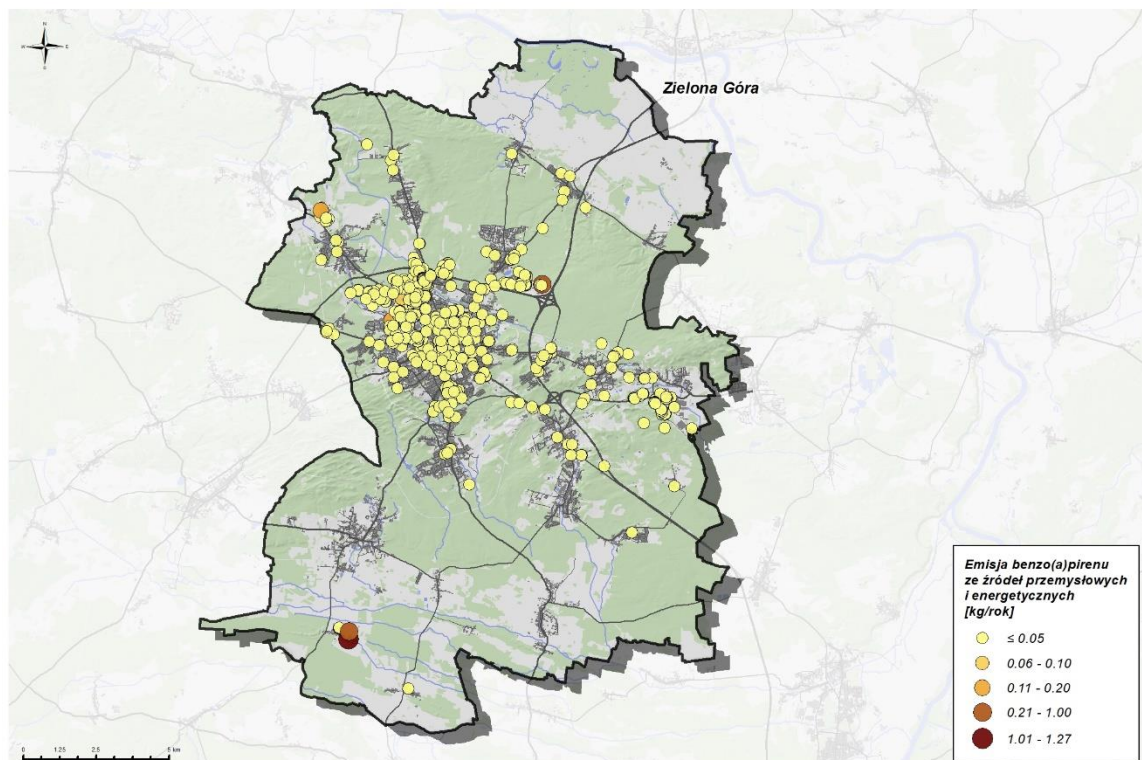 N
W E
S
Zielona Góra
Emisja benzo(a)pirenu
ze źródeł przemysłowych
i energetycznych
[kg/rok]
≤ 0.05
0.06 - 0.10
0.11 - 0.20
0.21 - 1.00
1.01 - 1.27
0 1.25 2.5 5 km